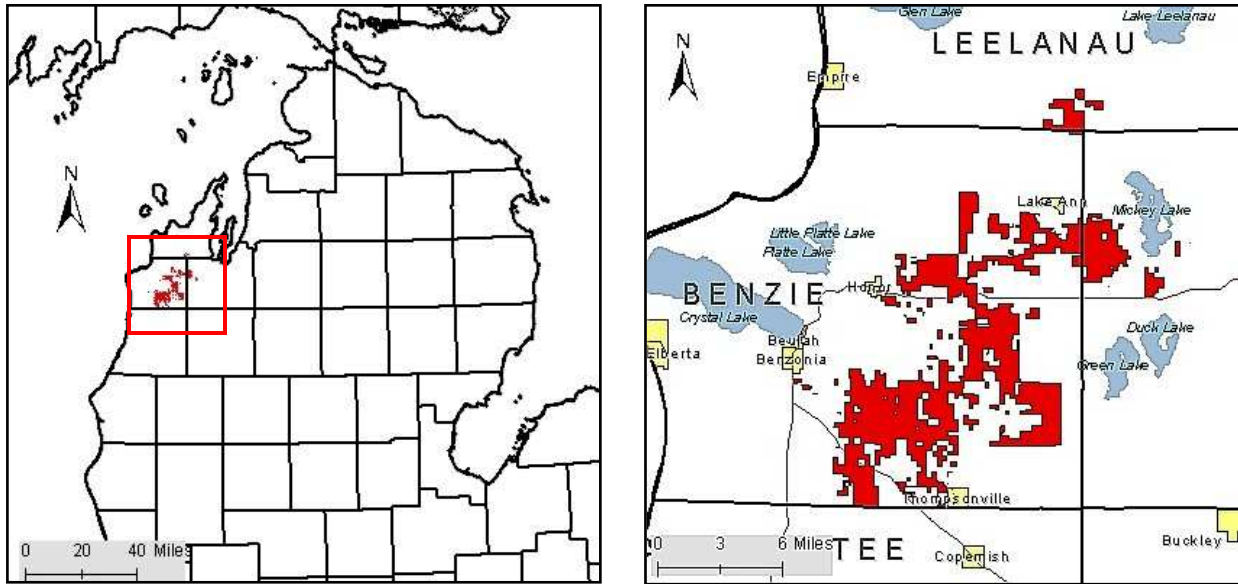 N
0 20 40 Miles
Glen Lake
Lake Leelanau
LEELANAU
N
Empire
Lake Ann
Mickey Lake
Little Platte Lake
Platte Lake
Honor
BENZIE
Crystal Lake
Duck Lake
Beulah
Elberta
Benzonia
Green Lake
Thompsonville
0 3 6 Miles
TEE
Copemish
Buckley